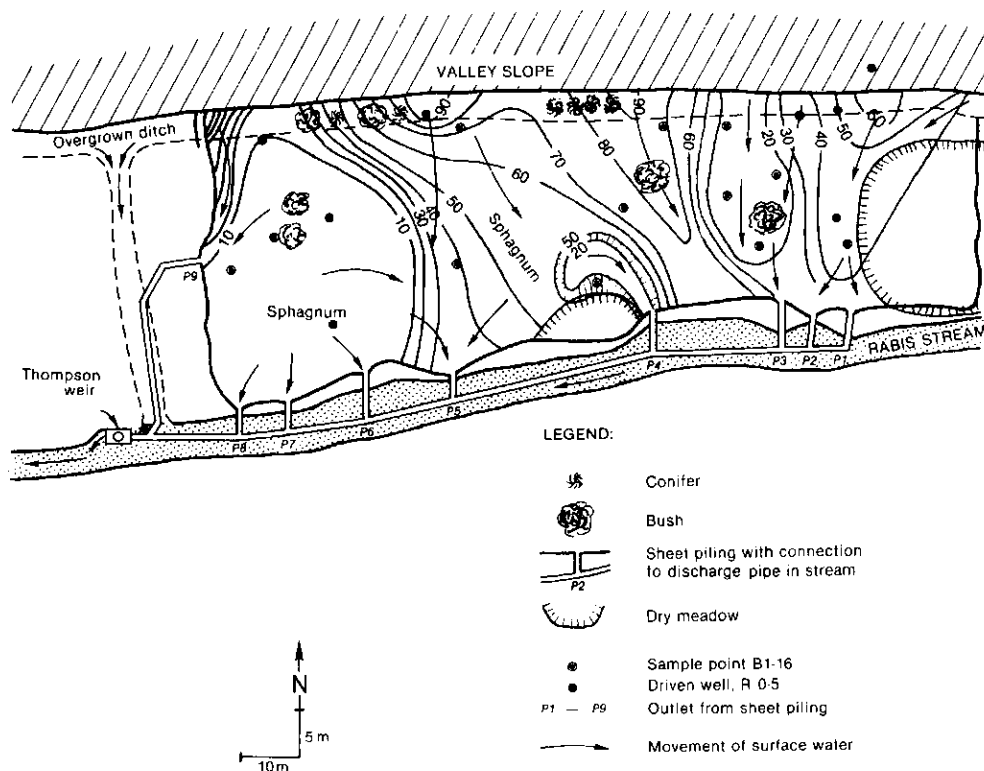 VALLEY SLOPE
Overgrown ditch
90
90
60
20
30
40
50
60
80
70
60
50
40
30
10
10
50
20
Sphagnum
Sphagnum
P9
Thompson
weir
RABIS STREAM
P8
P7
P6
P5
P4
P3
P2
P1
LEGEND:
Conifer
Bush
Sheet piling with connection
to discharge pipe in stream
P2
Dry meadow
Sample point B1-16
Driven well, R 0-5
P1 — P9 Outlet from sheet piling
Movement of surface water
N
5 m
10 m